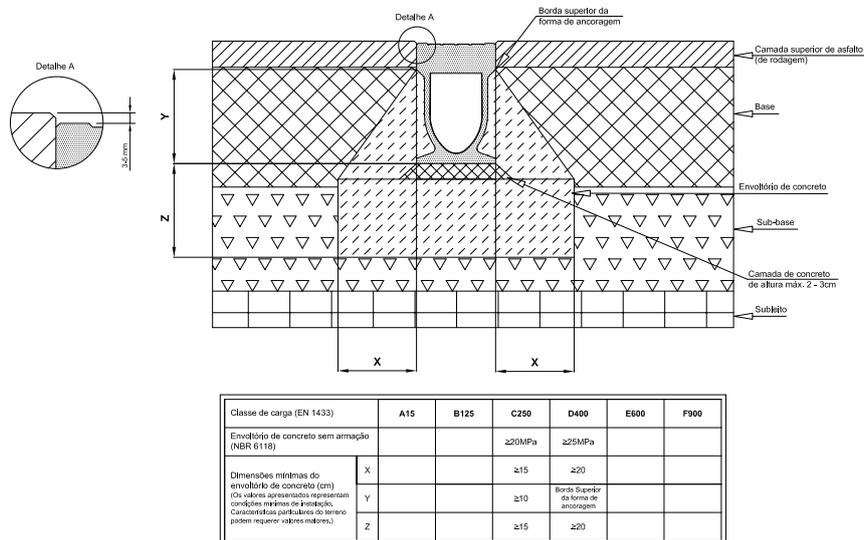 Detalhe A
Borda superior da
forma de ancoragem
Detalhe A
3-5 mm
Camada superior de asfalto
(de rodagem)
Base
Y
Z
Envoltório de concreto
Sub-base
Camada de concreto
de altura máx. 2 - 3cm
Subleito
X X
Classe de carga (EN 1433) A15 B125 C250 D400 E600 F900
Envoltório de concreto sem armação
(NBR 6118)
≥20MPa ≥25MPa
Dimensões mínimas do
envoltório de concreto (cm)
(Os valores apresentados representam
condições mínimas de instalação.
Características particulares do terreno
podem requerer valores maiores.)
X ≥15 ≥20
Y ≥10 Borda Superior
da forma de
ancoragem
Z ≥15 ≥20